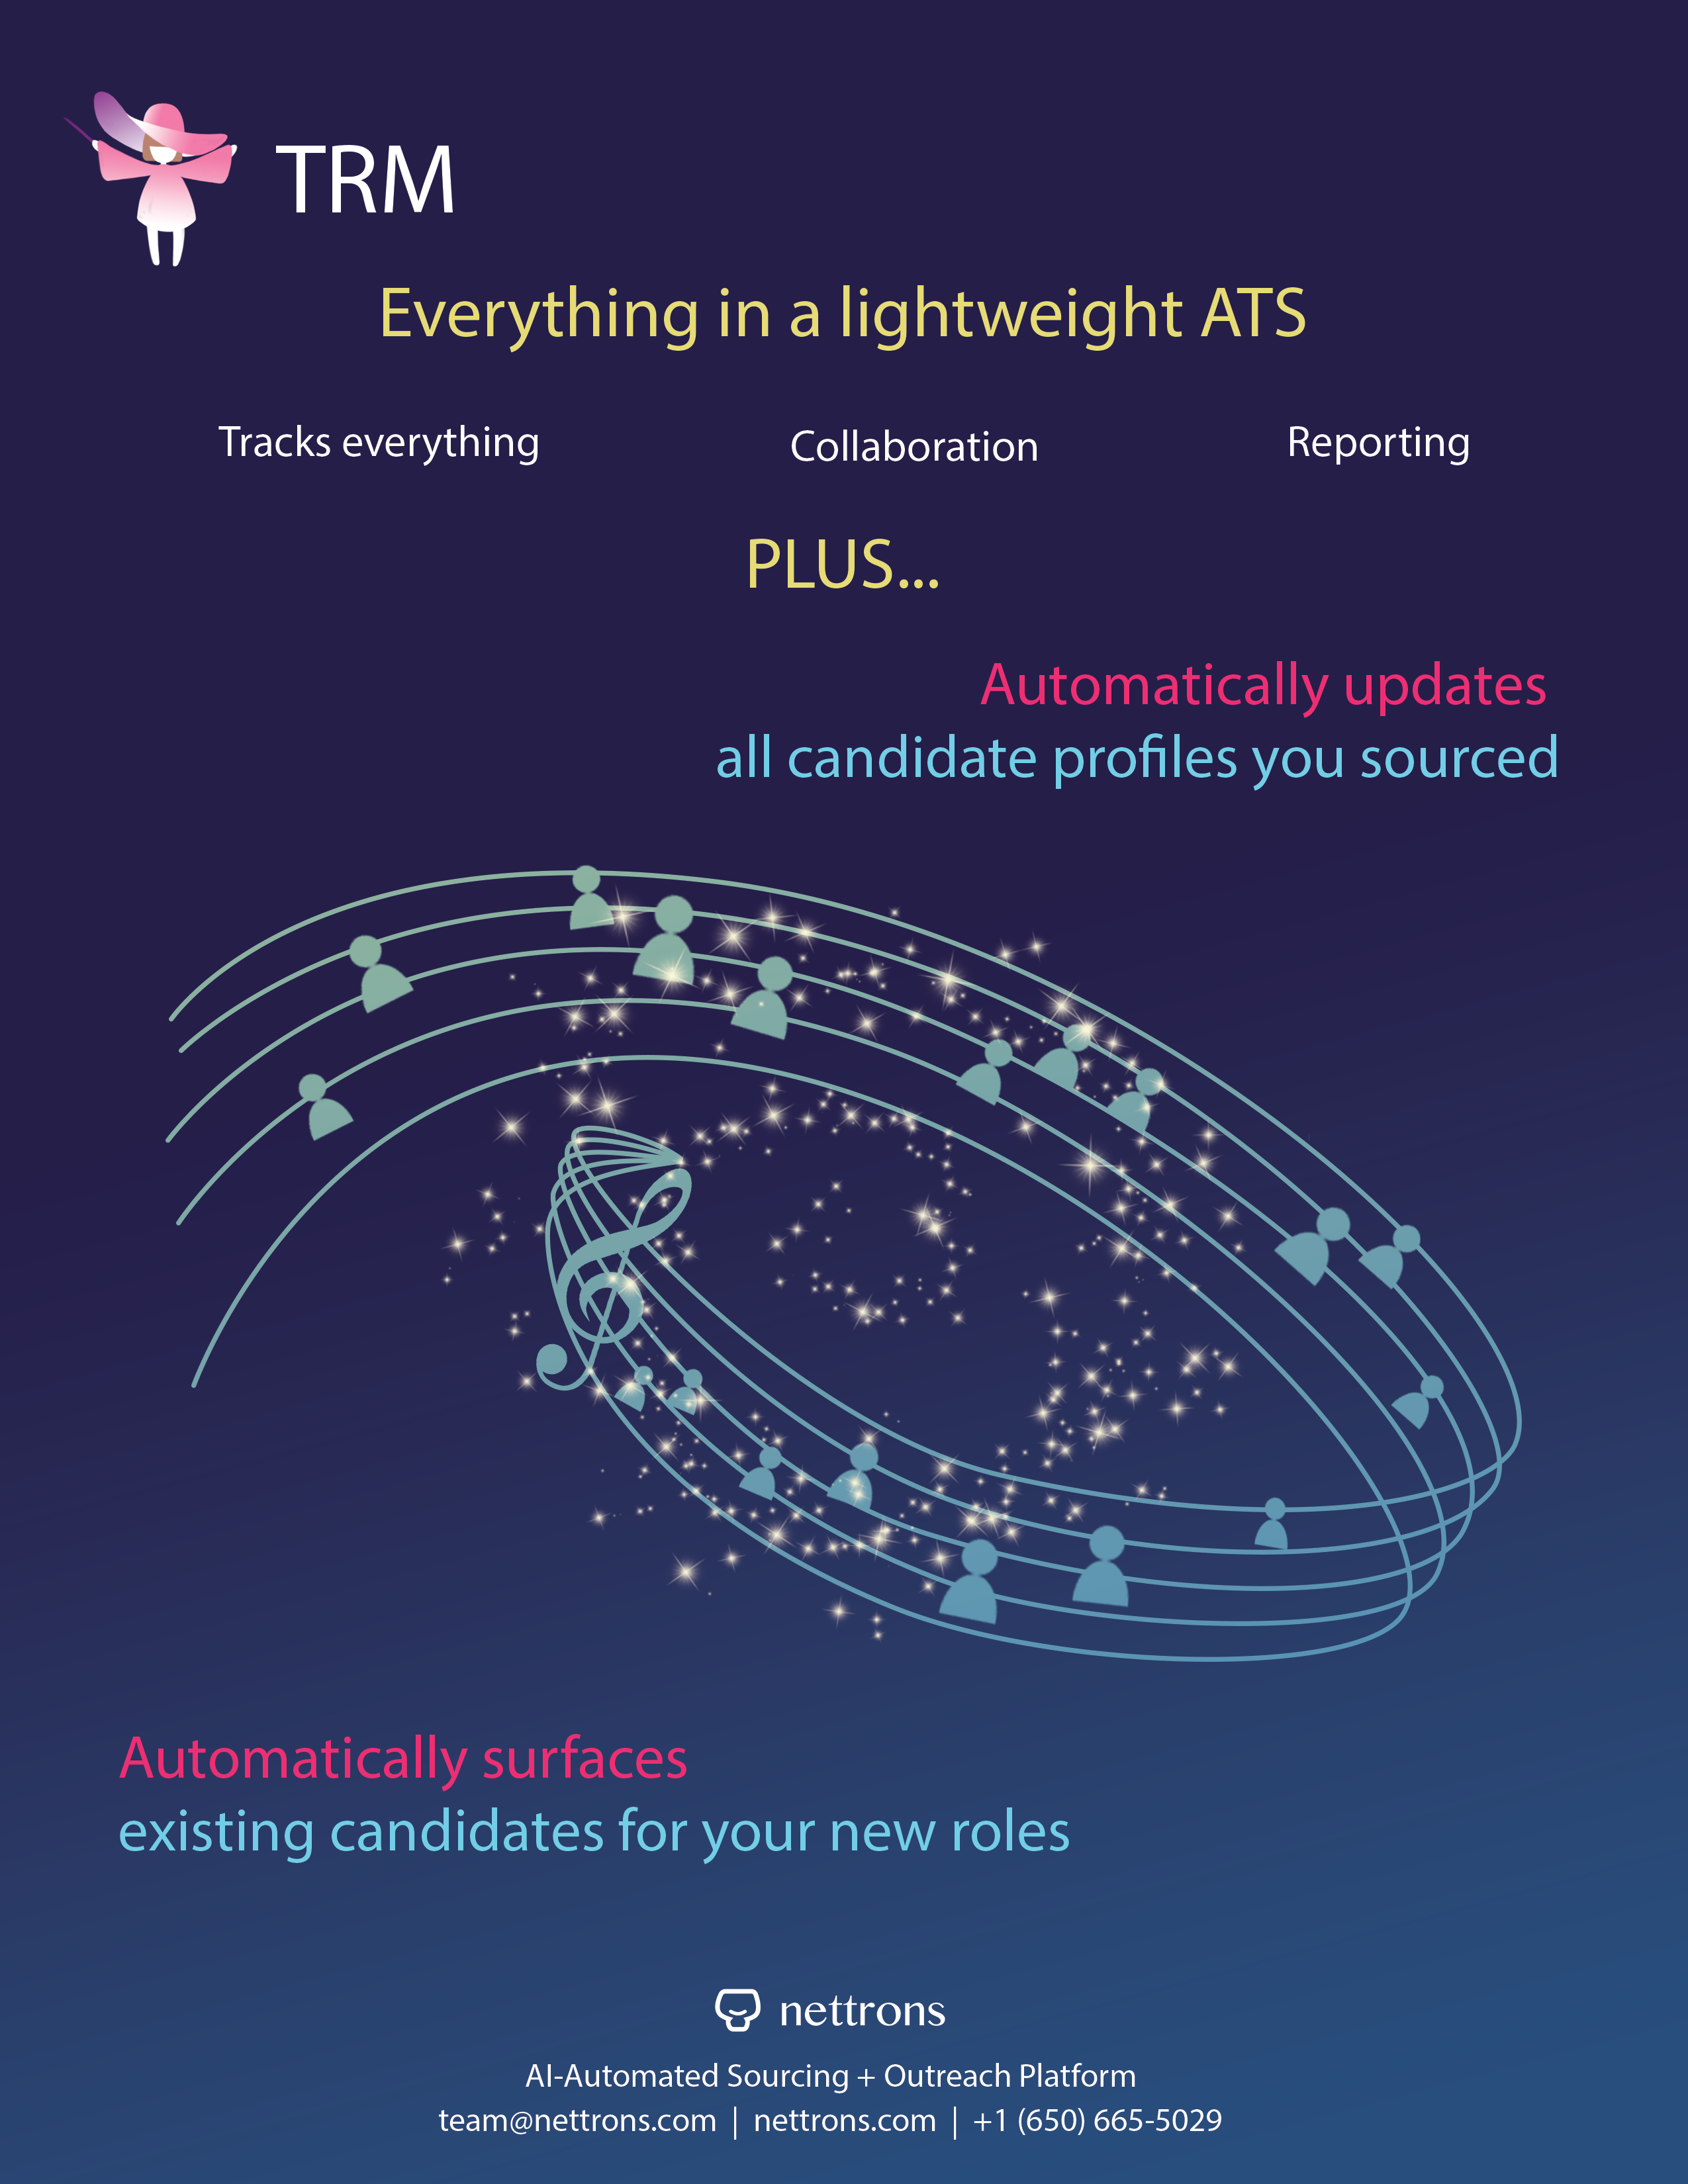 TRM
Everything in a lightweight ATS
Tracks everything
Collaboration
Reporting
PLUS...
Automatically updates
all candidate profiles you sourced
Automatically surfaces
existing candidates for your new roles
nettrons
AI-Automated Sourcing + Outreach Platform
team@nettrons.com | nettrons.com | +1 (650) 665-5029